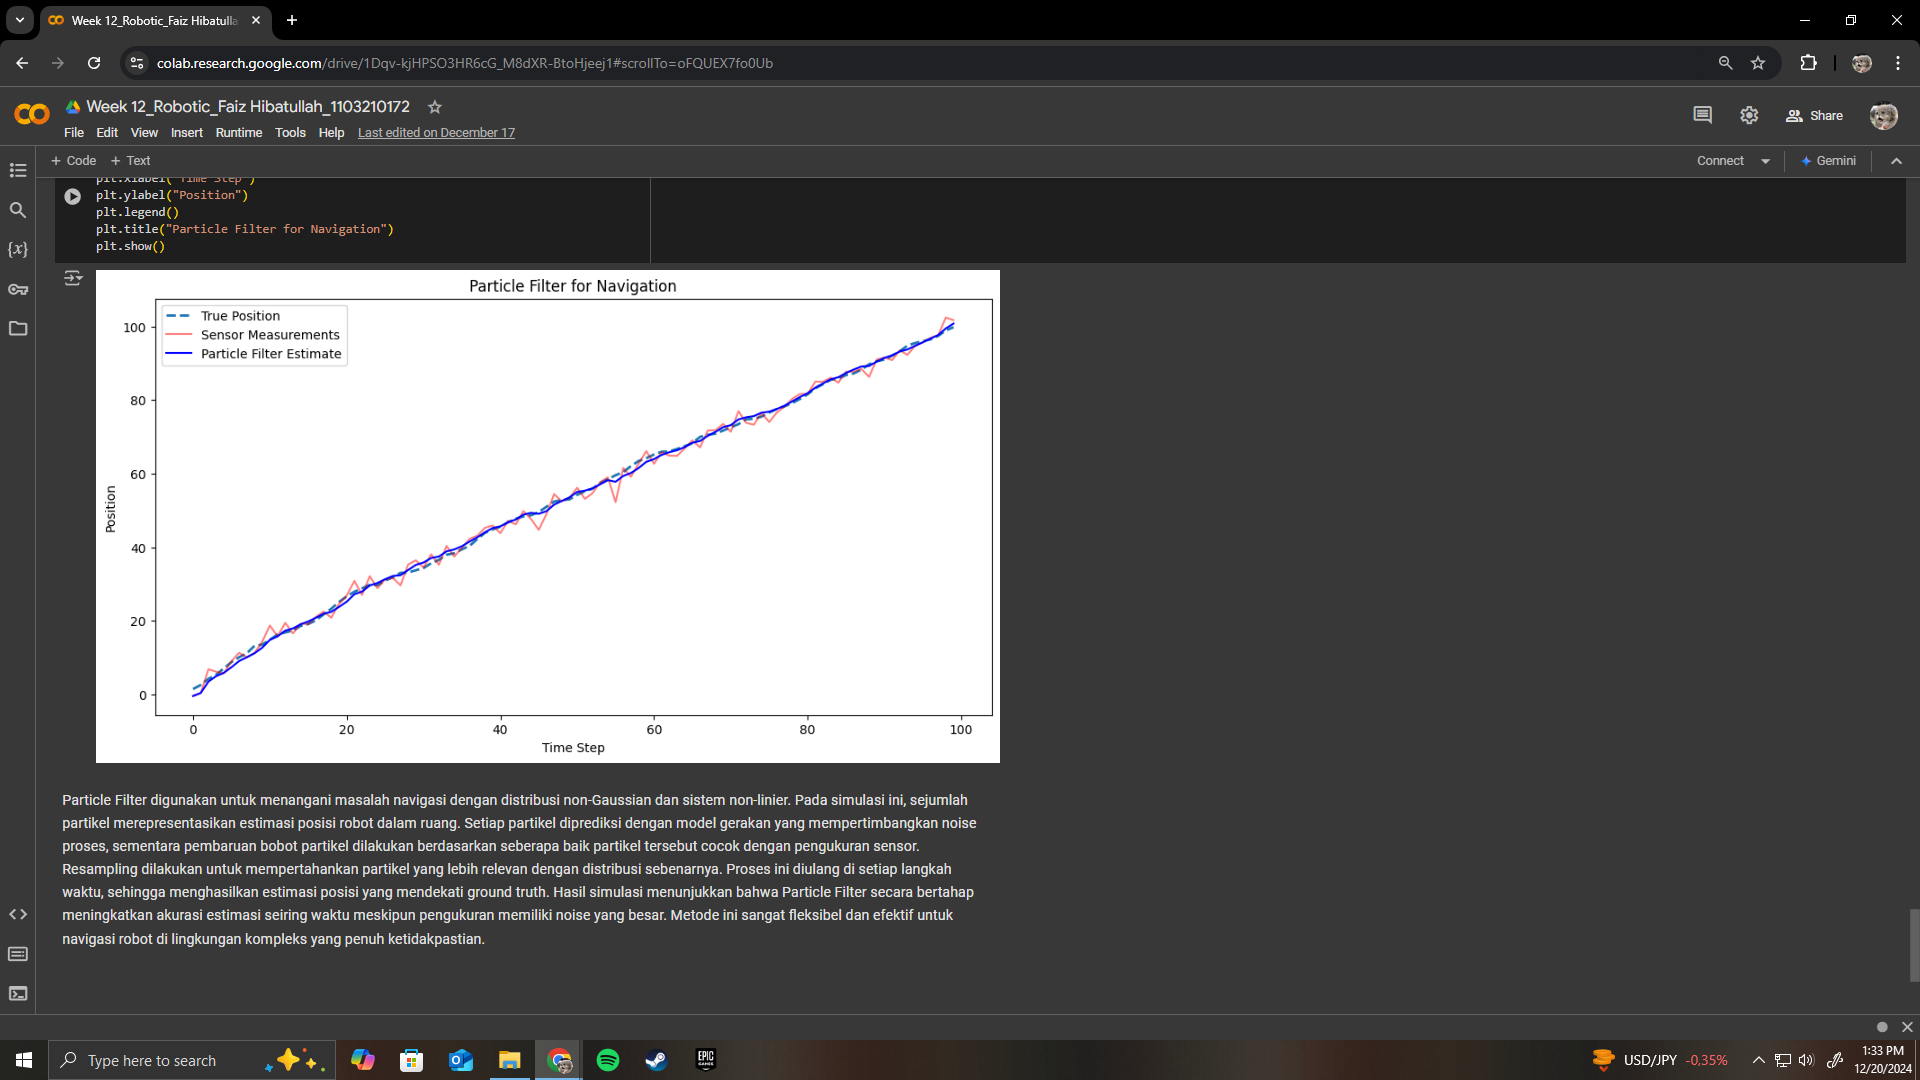 Week 12_Robotic_Faiz Hibatulla
colab.research.google.com/drive/1Dqv-kjHPSO3HR6cG_M8dXR-BtoHjeej1#scrollTo=oFQUEX7fo0Ub
Week 12_Robotic_Faiz Hibatullah_1103210172
File Edit View Insert Runtime Tools Help Last edited on December 17
Share
+ Code + Text
Connect
Gemini
plt.xlabel("Time Step")
plt.ylabel("Position")
plt.legend()
plt.title("Particle Filter for Navigation")
plt.show()
{x}
Particle Filter for Navigation
True Position
Sensor Measurements
Particle Filter Estimate
100
80
60
40
20
0
Position
0 20 40 60 80 100
Time Step
Particle Filter digunakan untuk menangani masalah navigasi dengan distribusi non-Gaussian dan sistem non-linier. Pada simulasi ini, sejumlah
partikel merepresentasikan estimasi posisi robot dalam ruang. Setiap partikel diprediksi dengan model gerakan yang mempertimbangkan noise
proses, sementara pembaruan bobot partikel dilakukan berdasarkan seberapa baik partikel tersebut cocok dengan pengukuran sensor.
Resampling dilakukan untuk mempertahankan partikel yang lebih relevan dengan distribusi sebenarnya. Proses ini diulang di setiap langkah
waktu, sehingga menghasilkan estimasi posisi yang mendekati ground truth. Hasil simulasi menunjukkan bahwa Particle Filter secara bertahap
meningkatkan akurasi estimasi seiring waktu meskipun pengukuran memiliki noise yang besar. Metode ini sangat fleksibel dan efektif untuk
navigasi robot di lingkungan kompleks yang penuh ketidakpastian.
Type here to search
EPIC
GAMES
USD/JPY -0,35%
1:33 PM
12/20/2024